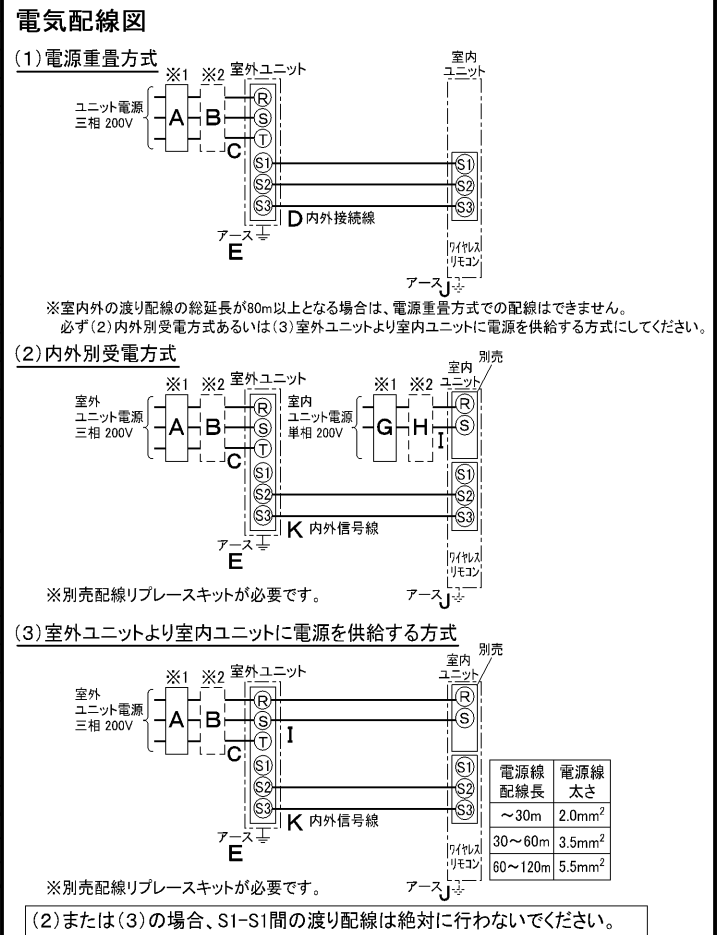 電気配線図
(1)電源重畳方式
※1 ※2 室外ユニット 室内ユニット
ユニット電源
三相 200V
A B C
R
S
T
S1 S1
S2 S2
S3 S3
D 内外接続線
アース
E
ワイヤレス
リモコン
アース J
※室内外の渡り配線の総延長が80m以上となる場合は、電源重畳方式での配線はできません。
必ず(2)内外別受電方式あるいは(3)室外ユニットより室内ユニットに電源を供給する方式にしてください。
(2)内外別受電方式
別売
※1 ※2 室外ユニット ※1 ※2 室内ユニット
室外
ユニット電源
三相 200V
A B C
R
S
T
S1
S2
S3
室内
ユニット電源
単相 200V
G H I
R
S
S1
S2
S3
K 内外信号線
アース
E
ワイヤレス
リモコン
アース J
※別売配線リプレースキットが必要です。
(3)室外ユニットより室内ユニットに電源を供給する方式
別売
※1 ※2 室外ユニット 室内ユニット
室外
ユニット電源
三相 200V
A B C
R R
S S
I
T
S1 S1
S2 S2
S3 S3
K 内外信号線
アース
E
ワイヤレス
リモコン
アース J
電源線配線長 電源線太さ
～30m 2.0mm²
30～60m 3.5mm²
60～120m 5.5mm²
※別売配線リプレースキットが必要です。
(2)または(3)の場合、S1-S1間の渡り配線は絶対に行わないでください。